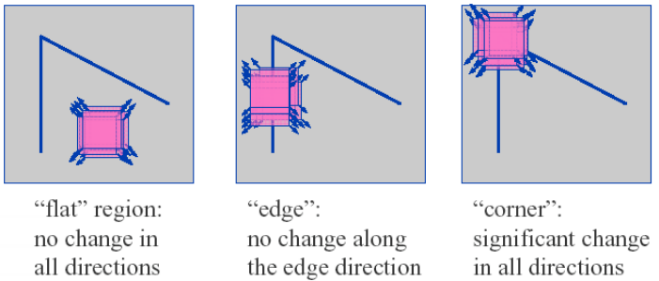 “flat” region:
no change in
all directions
“edge”:
no change along
the edge direction
“corner”:
significant change
in all directions